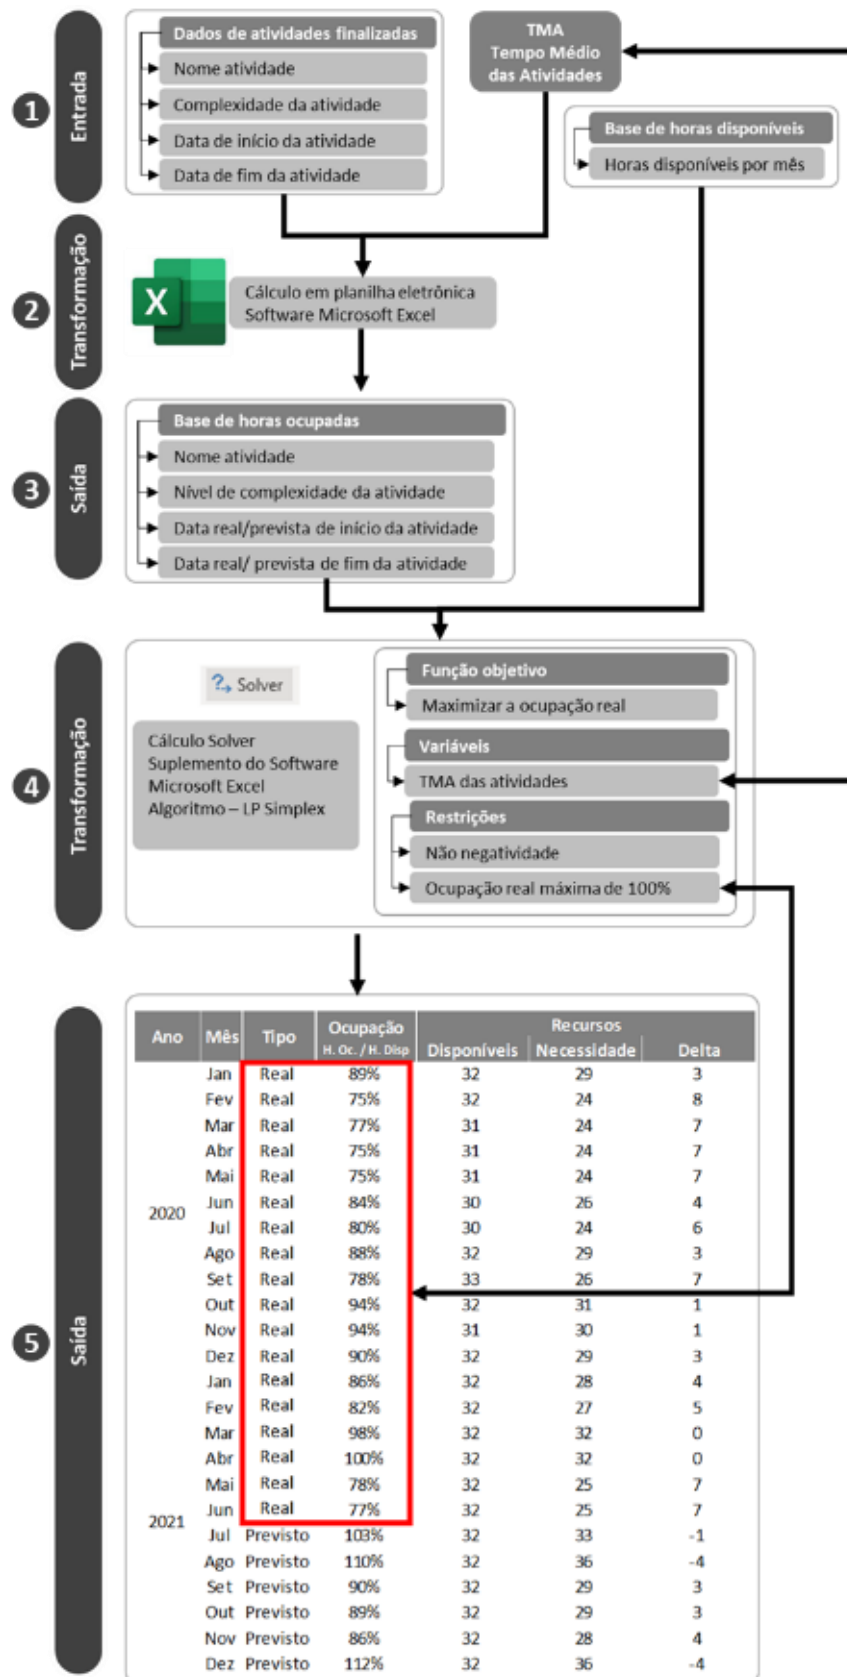 1
Entrada
Dados de atividades finalizadas
Nome atividade
Complexidade da atividade
Data de início da atividade
Data de fim da atividade
TMA
Tempo Médio
das Atividades
Base de horas disponíveis
Horas disponíveis por mês
2
Transformação
X
Cálculo em planilha eletrônica
Software Microsoft Excel
3
Saída
Base de horas ocupadas
Nome atividade
Nível de complexidade da atividade
Data real/prevista de início da atividade
Data real/ prevista de fim da atividade
4
Transformação
? Solver
Cálculo Solver
Suplemento do Software
Microsoft Excel
Algoritmo – LP Simplex
Função objetivo
Maximizar a ocupação real
Variáveis
TMA das atividades
Restrições
Não negatividade
Ocupação real máxima de 100%
5
Saída
Ano Mês Tipo Ocupação H. Oc. / H. Disp Recursos
Disponíveis Necessidade Delta
2020
Jan Real 89% 32 29 3
Fev Real 75% 32 24 8
Mar Real 77% 31 24 7
Abr Real 75% 31 24 7
Mai Real 75% 31 24 7
Jun Real 84% 30 26 4
Jul Real 80% 30 24 6
Ago Real 88% 32 29 3
Set Real 78% 33 26 7
Out Real 94% 32 31 1
Nov Real 94% 31 30 1
Dez Real 90% 32 29 3
2021
Jan Real 86% 32 28 4
Fev Real 82% 32 27 5
Mar Real 98% 32 32 0
Abr Real 100% 32 32 0
Mai Real 78% 32 25 7
Jun Real 77% 32 25 7
Jul Previsto 103% 32 33 -1
Ago Previsto 110% 32 36 -4
Set Previsto 90% 32 29 3
Out Previsto 89% 32 29 3
Nov Previsto 86% 32 28 4
Dez Previsto 112% 32 36 -4